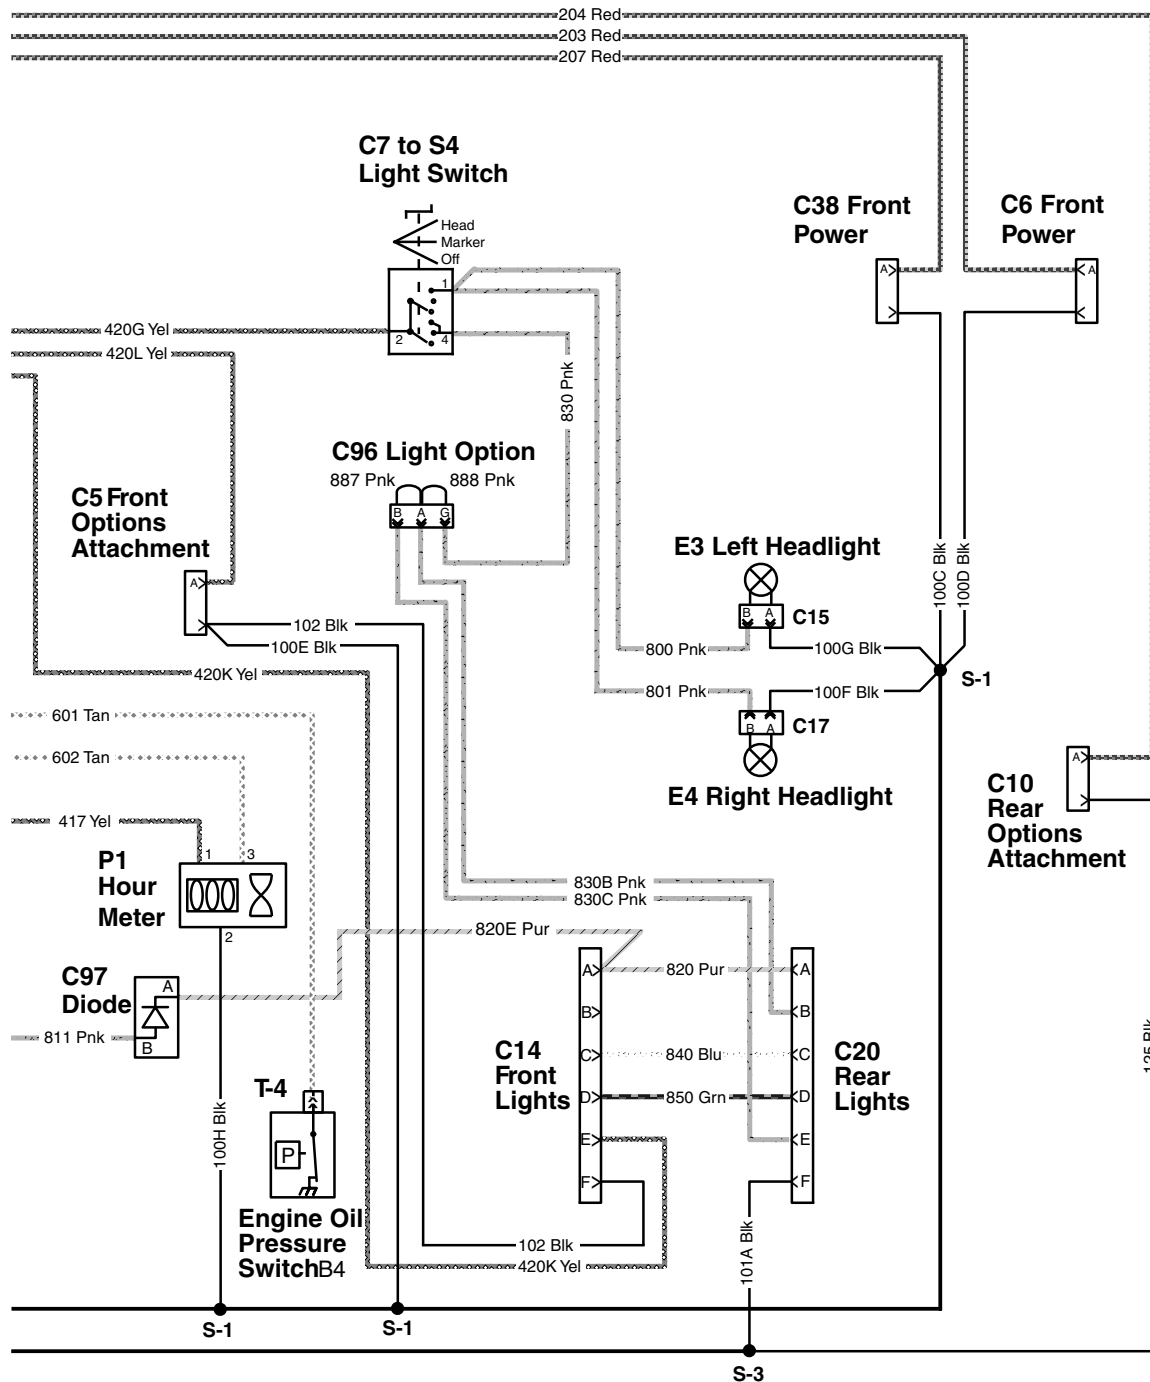 204 Red
203 Red
207 Red
C7 to S4
Light Switch
Head
Marker
Off
1
2
4
C38 Front
Power
A
C6 Front
Power
A
420G Yel
420L Yel
830 Pnk
C96 Light Option
887 Pnk
888 Pnk
B A G
C5 Front
Options
Attachment
A
102 Blk
100E Blk
420K Yel
E3 Left Headlight
B A
C15
800 Pnk
100G Blk
100C Blk
100D Blk
S-1
801 Pnk
100F Blk
B A
C17
E4 Right Headlight
601 Tan
602 Tan
417 Yel
P1
Hour
Meter
1
3
2
C10
Rear
Options
Attachment
A
830B Pnk
830C Pnk
820E Pur
C97
Diode
A
B
811 Pnk
C14
Front
Lights
A
B
C
D
E
F
820 Pur
840 Blu
850 Grn
A
B
C
D
E
F
C20
Rear
Lights
125 Blk
T-4
P
100H Blk
Engine Oil
Pressure
SwitchB4
102 Blk
420K Yel
101A Blk
S-1
S-1
S-3